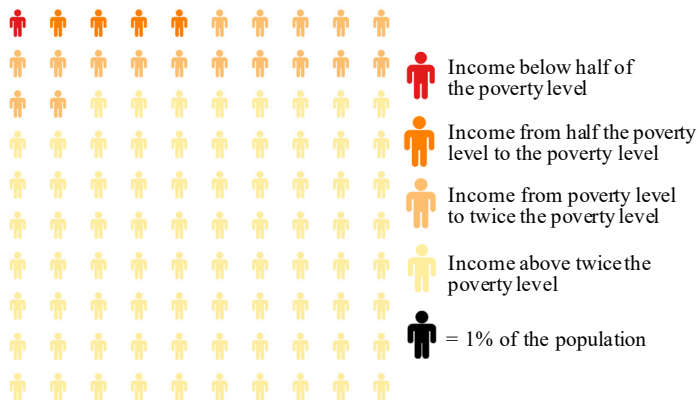 Income below half of
the poverty level
Income from half the poverty
level to the poverty level
Income from poverty level
to twice the poverty level
Income above twice the
poverty level
= 1% of the population